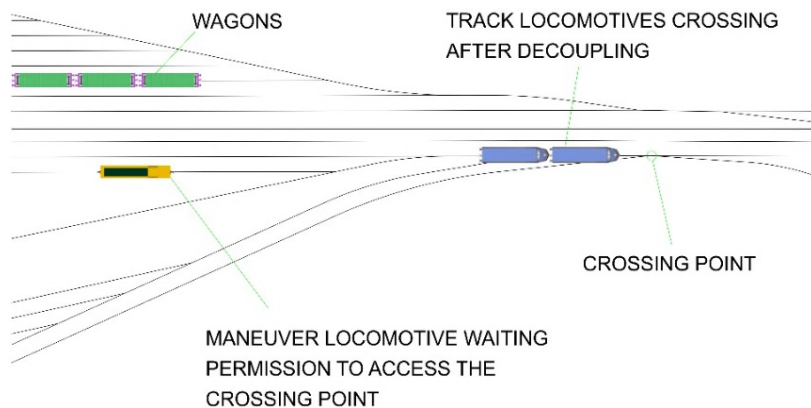 WAGONS
TRACK LOCOMOTIVES CROSSING
AFTER DECOUPLING
CROSSING POINT
MANEUVER LOCOMOTIVE WAITING
PERMISSION TO ACCESS THE
CROSSING POINT